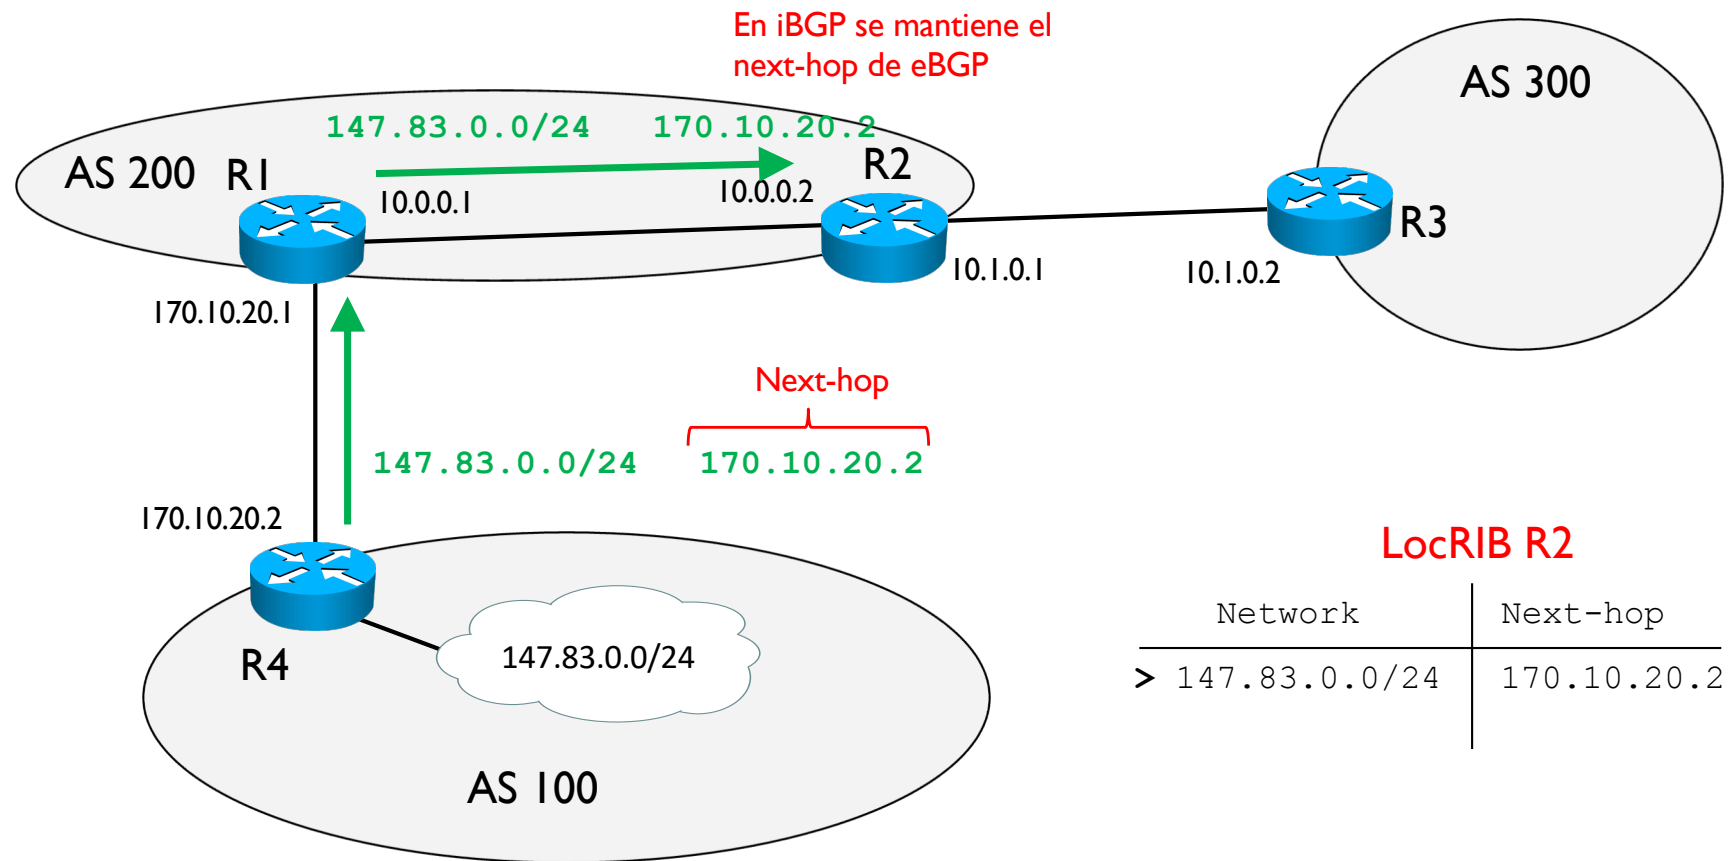 En iBGP se mantiene el
next-hop de eBGP
AS 300
147.83.0.0/24 170.10.20.2
AS 200 R1 R2
10.0.0.1 10.0.0.2
R3
10.1.0.1 10.1.0.2
170.10.20.1
Next-hop
147.83.0.0/24 170.10.20.2
170.10.20.2
LocRIB R2
Network Next-hop
R4 147.83.0.0/24
> 147.83.0.0/24 170.10.20.2
AS 100